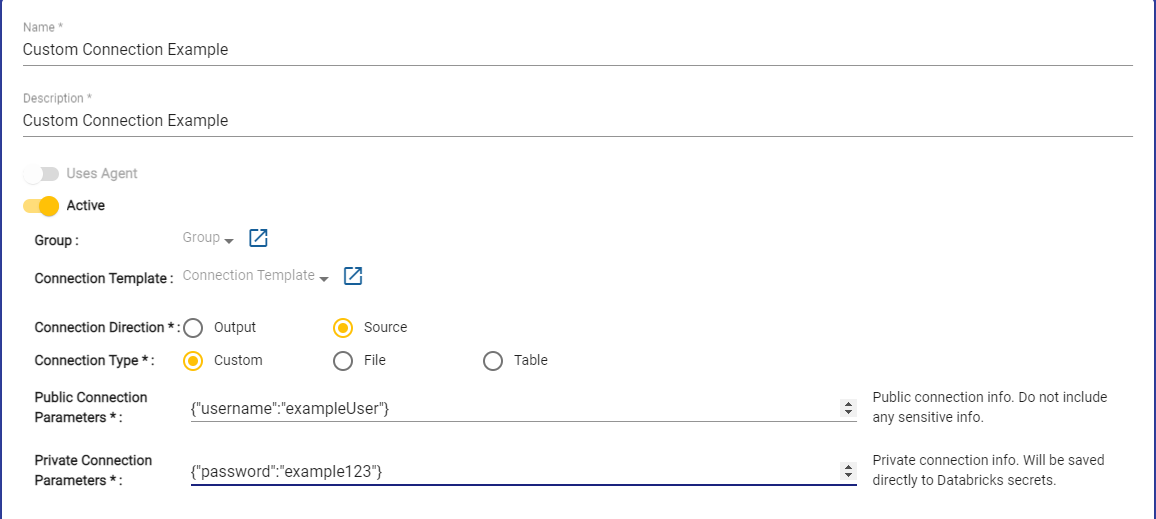 Name *
Custom Connection Example
Description *
Custom Connection Example
Uses Agent
Active
Group :
Group
Connection Template :
Connection Template
Connection Direction * :
Output
Source
Connection Type * :
Custom
File
Table
Public Connection
Parameters * :
{"username":"exampleUser"}
Public connection info. Do not include
any sensitive info.
Private Connection
Parameters * :
{"password":"example123"}
Private connection info. Will be saved
directly to Databricks secrets.